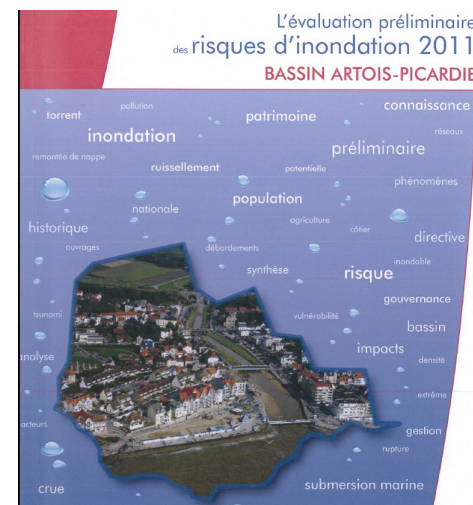 L'évaluation préliminaire
des risques d'inondation 2011
BASSIN ARTOIS-PICARDIE
connaissance
pollution
torrent
patrimoine
réseaux
inondation
préliminaire
remontée de nappe
ruissellement
potentielle
phénomènes
population
nationale
agriculture
historique
côtier
directive
ouvrages
débordements
inondable
synthèse
risque
gouvernance
tsunami
vulnérabilité
bassin
impacts
analyse
densité
extrême
acteurs
gestion
rupture
crue
submersion marine